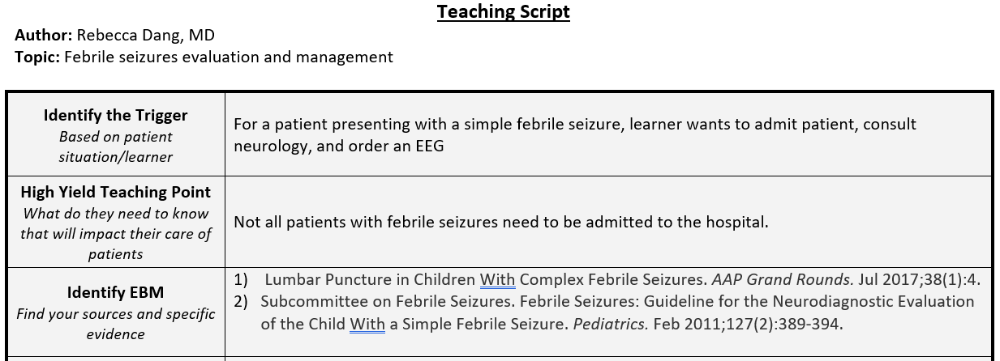 Teaching Script
Author: Rebecca Dang, MD
Topic: Febrile seizures evaluation and management
Identify the Trigger
Based on patient
situation/learner
For a patient presenting with a simple febrile seizure, learner wants to admit patient, consult
neurology, and order an EEG
High Yield Teaching Point
What do they need to know
that will impact their care of
patients
Not all patients with febrile seizures need to be admitted to the hospital.
Identify EBM
Find your sources and specific
evidence
1) Lumbar Puncture in Children With Complex Febrile Seizures. AAP Grand Rounds. Jul 2017;38(1):4.
2) Subcommittee on Febrile Seizures. Febrile Seizures: Guideline for the Neurodiagnostic Evaluation
of the Child With a Simple Febrile Seizure. Pediatrics. Feb 2011;127(2):389-394.